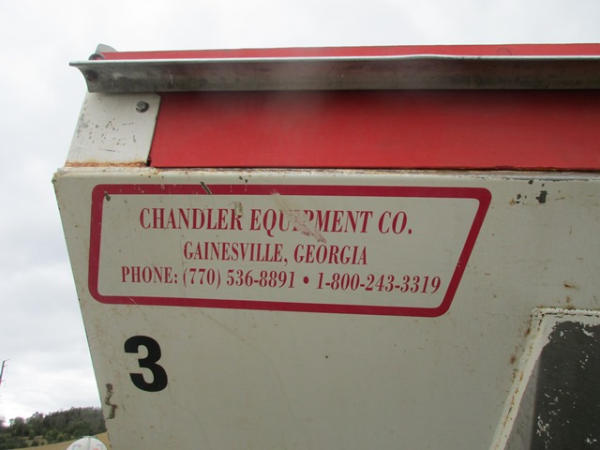 CHANDLER EQUIPMENT CO.
GAINESVILLE, GEORGIA
PHONE: (770) 536-8891 • 1-800-243-3319
3